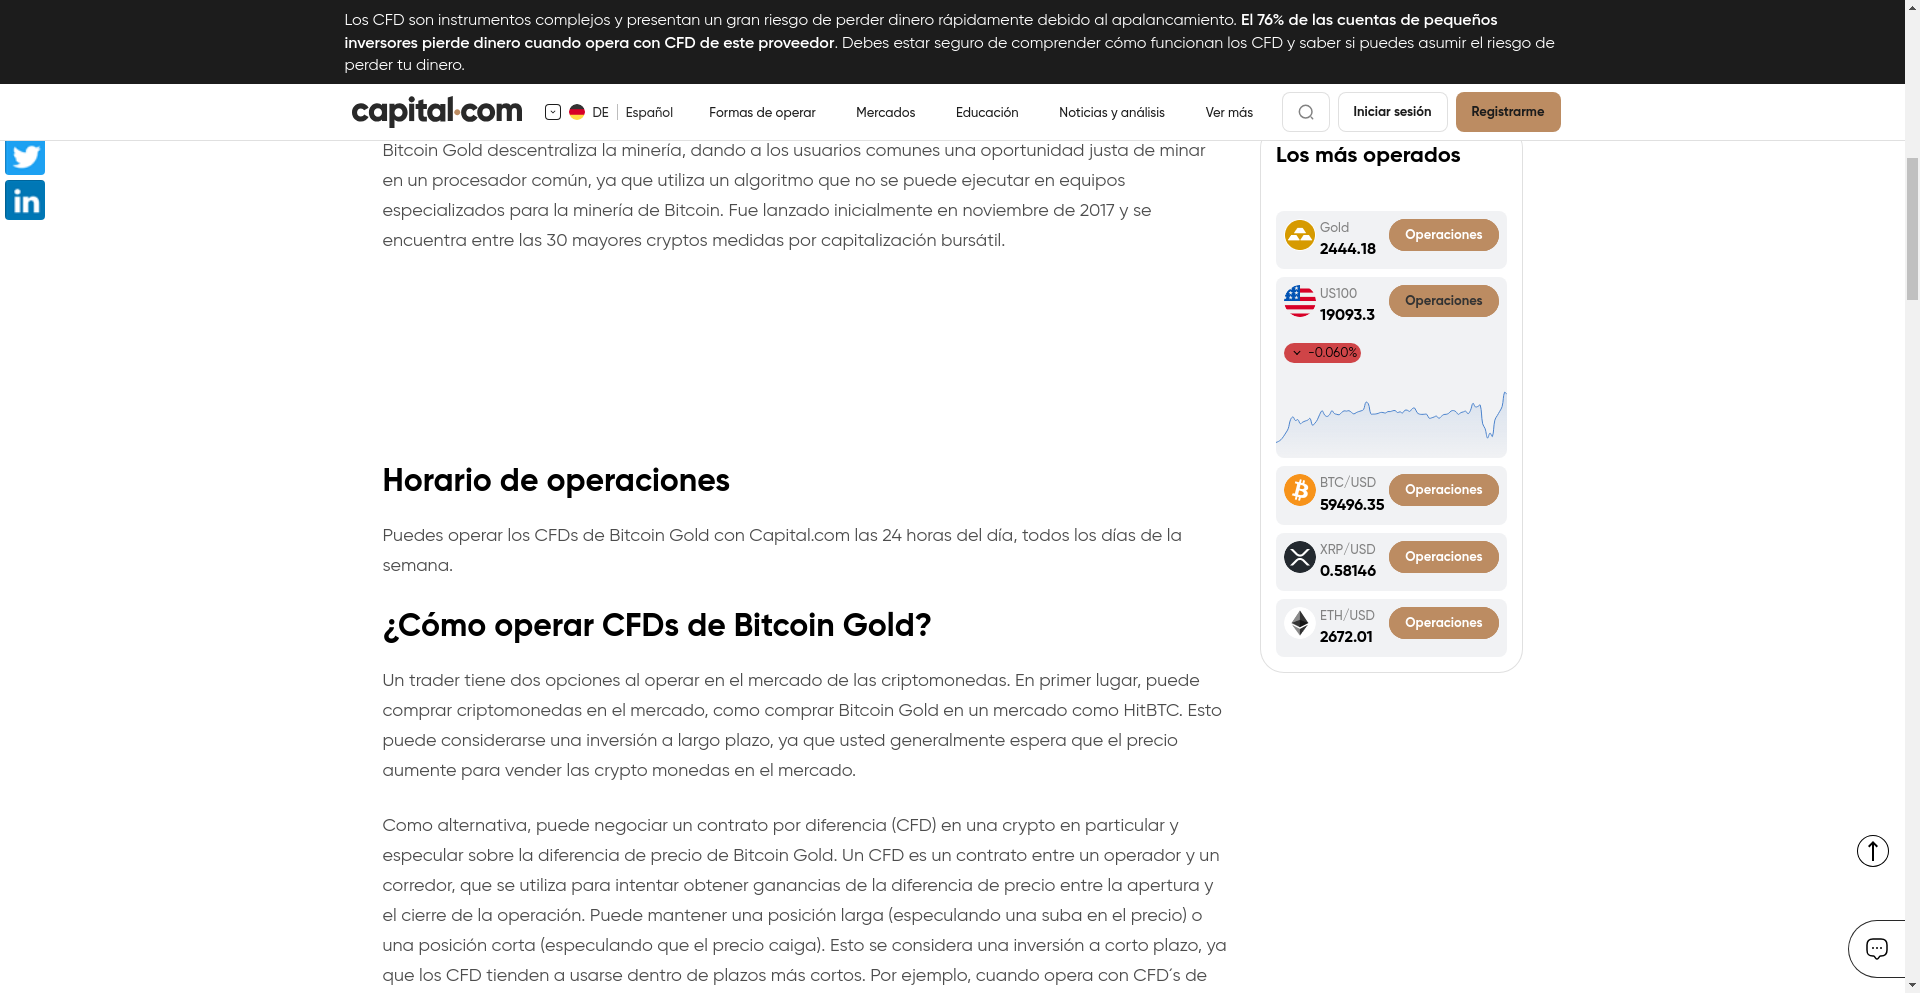 Los CFD son instrumentos complejos y presentan un gran riesgo de perder dinero rápidamente debido al apalancamiento. El 76% de las cuentas de pequeños
inversores pierde dinero cuando opera con CFD de este proveedor. Debes estar seguro de comprender cómo funcionan los CFD y saber si puedes asumir el riesgo de
perder tu dinero.
capital.com
DE
Español
Formas de operar
Mercados
Educación
Noticias y análisis
Ver más
Iniciar sesión
Registrarme
in
Bitcoin Gold descentraliza la minería, dando a los usuarios comunes una oportunidad justa de minar
en un procesador común, ya que utiliza un algoritmo que no se puede ejecutar en equipos
especializados para la minería de Bitcoin. Fue lanzado inicialmente en noviembre de 2017 y se
encuentra entre las 30 mayores cryptos medidas por capitalización bursátil.
Horario de operaciones
Puedes operar los CFDs de Bitcoin Gold con Capital.com las 24 horas del día, todos los días de la
semana.
¿Cómo operar CFDs de Bitcoin Gold?
Un trader tiene dos opciones al operar en el mercado de las criptomonedas. En primer lugar, puede
comprar criptomonedas en el mercado, como comprar Bitcoin Gold en un mercado como HitBTC. Esto
puede considerarse una inversión a largo plazo, ya que usted generalmente espera que el precio
aumente para vender las crypto monedas en el mercado.
Como alternativa, puede negociar un contrato por diferencia (CFD) en una crypto en particular y
especular sobre la diferencia de precio de Bitcoin Gold. Un CFD es un contrato entre un operador y un
corredor, que se utiliza para intentar obtener ganancias de la diferencia de precio entre la apertura y
el cierre de la operación. Puede mantener una posición larga (especulando una suba en el precio) o
una posición corta (especulando que el precio caiga). Esto se considera una inversión a corto plazo, ya
que los CFD tienden a usarse dentro de plazos más cortos. Por ejemplo, cuando opera con CFD´s de
Los más operados
Gold
2444.18
Operaciones
US100
19093.3
Operaciones
-0.060%
BTC/USD
59496.35
Operaciones
XRP/USD
0.58146
Operaciones
ETH/USD
2672.01
Operaciones